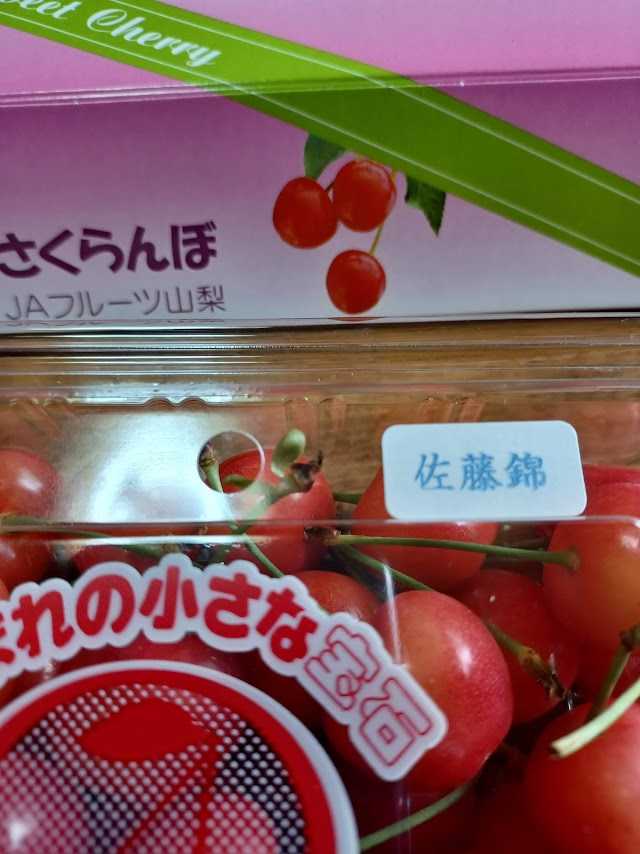 Cherry
さくらんぼ
JAフルーツ山梨
佐藤錦
れの小さな宝石